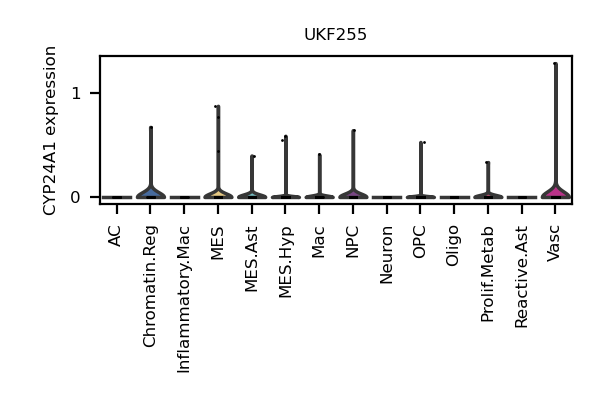 UKF255
CYP24A1 expression
1
0
AC
Chromatin.Reg
Inflammatory.Mac
MES
MES.Ast
MES.Hyp
Mac
NPC
Neuron
OPC
Oligo
Prolif.Metab
Reactive.Ast
Vasc